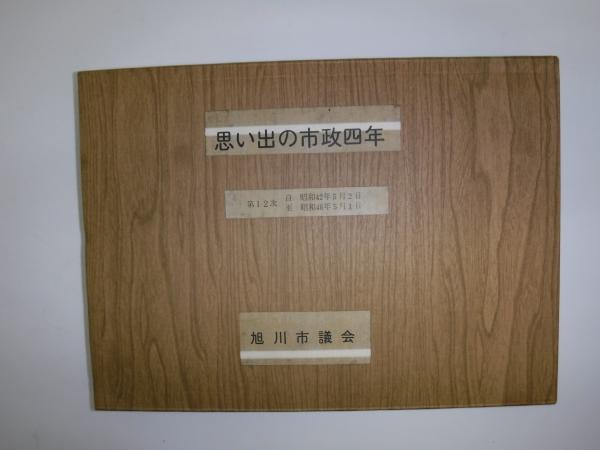 思い出の市政四年
第12次 自 昭和42年5月2日
至 昭和46年5月1日
旭川市議会